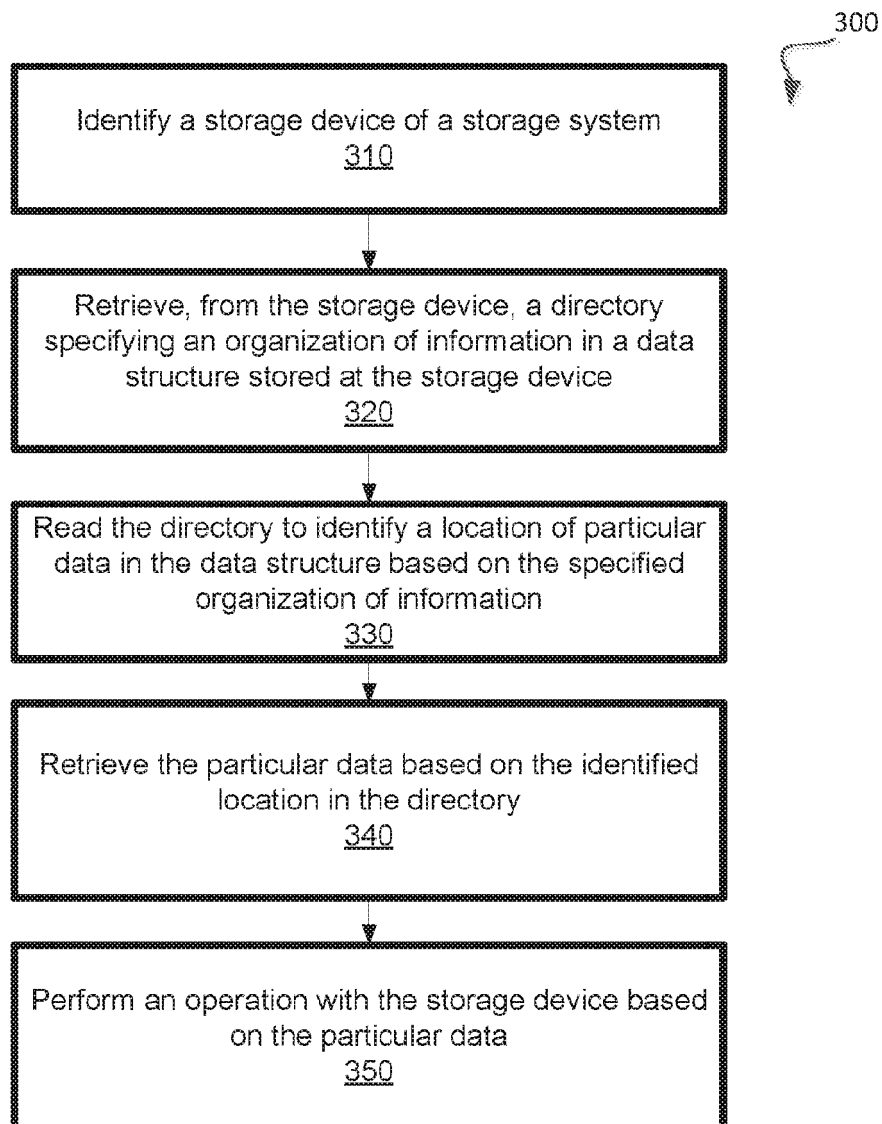 300
Identify a storage device of a storage system
310
Retrieve, from the storage device, a directory
specifying an organization of information in a data
structure stored at the storage device
320
Read the directory to identify a location of particular
data in the data structure based on the specified
organization of information
330
Retrieve the particular data based on the identified
location in the directory
340
Perform an operation with the storage device based
on the particular data
350